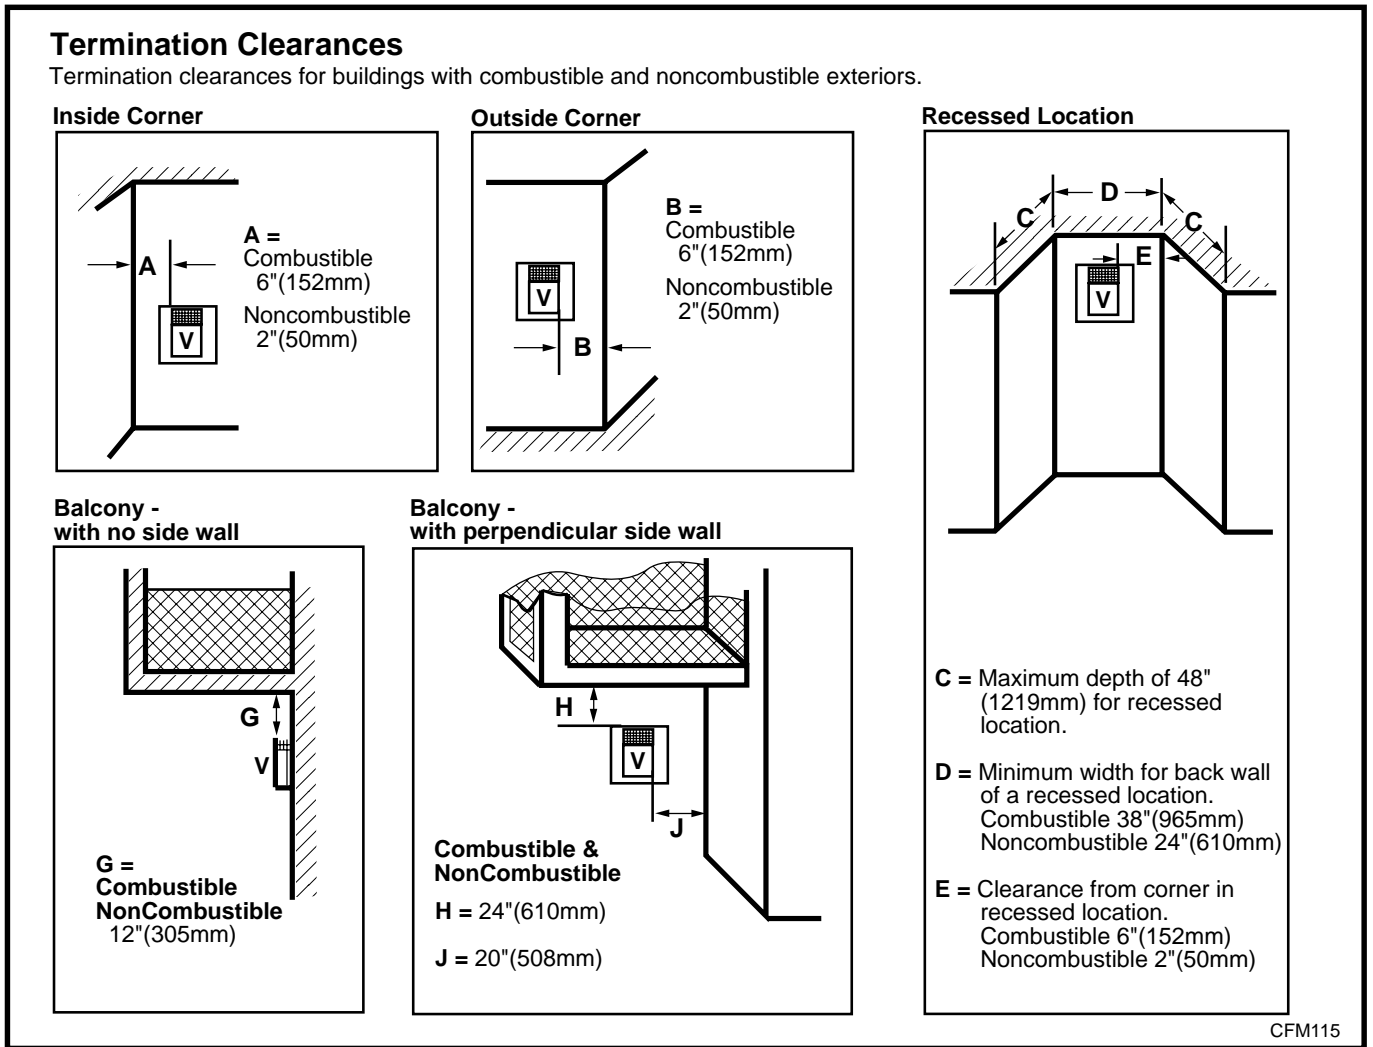 Termination Clearances
Termination clearances for buildings with combustible and noncombustible exteriors.
Inside Corner
A
V
A =
Combustible
6"(152mm)
Noncombustible
2"(50mm)
Outside Corner
V
B
B =
Combustible
6"(152mm)
Noncombustible
2"(50mm)
Recessed Location
D
C
C
E
V
C = Maximum depth of 48"
(1219mm) for recessed
location.
D = Minimum width for back wall
of a recessed location.
Combustible 38"(965mm)
Noncombustible 24"(610mm)
E = Clearance from corner in
recessed location.
Combustible 6"(152mm)
Noncombustible 2"(50mm)
Balcony -
with no side wall
G
V
G =
Combustible
NonCombustible
12"(305mm)
Balcony -
with perpendicular side wall
H
V
J
Combustible &
NonCombustible
H = 24"(610mm)
J = 20"(508mm)
CFM115